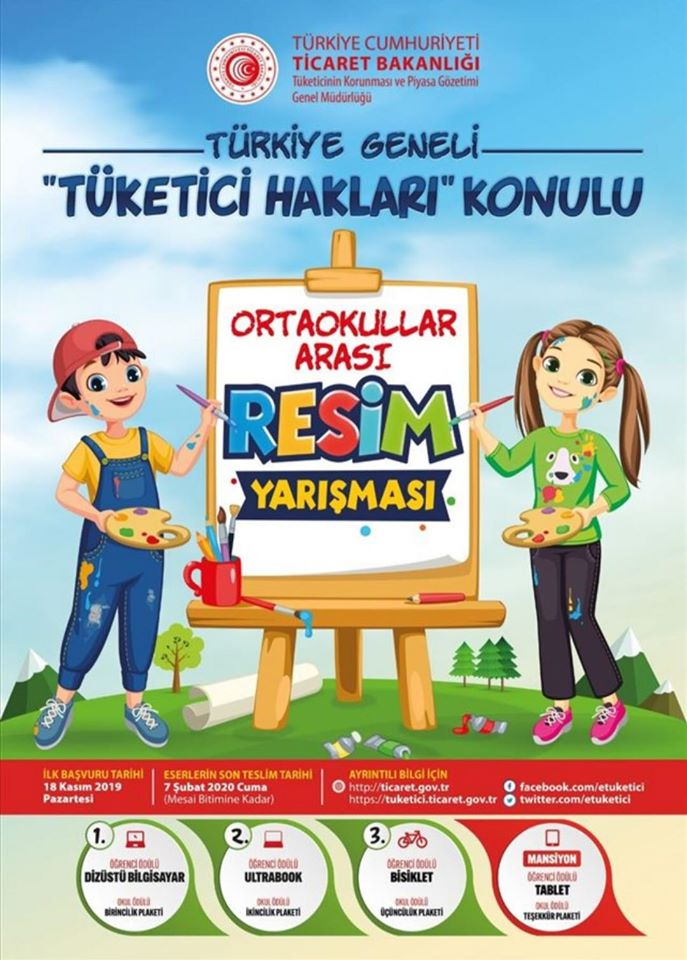 TÜRKİYE CUMHURİYETİ
TİCARET BAKANLIĞI
Tüketicinin Korunması ve Piyasa Gözetimi
Genel Müdürlüğü
TÜRKİYE GENELİ
"TÜKETİCİ HAKLARI" KONULU
ORTAOKULLAR
ARASI
RESİM
YARIŞMASI
İLK BAŞVURU TARİHİ
18 Kasım 2019
Pazartesi
ESERLERİN SON TESLİM TARİHİ
7 Şubat 2020 Cuma
(Mesai Bitimine Kadar)
AYRINTILI BİLGİ İÇİN
http://ticaret.gov.tr
https://tuketici.ticaret.gov.tr
facebook.com/etuketici
twitter.com/etuketici
1.
ÖĞRENCİ ÖDÜLÜ
DİZÜSTÜ BİLGİSAYAR
OKUL ÖDÜLÜ
BİRİNCİLİK PLAKETİ
2.
ÖĞRENCİ ÖDÜLÜ
ULTRABOOK
OKUL ÖDÜLÜ
İKİNCİLİK PLAKETİ
3.
ÖĞRENCİ ÖDÜLÜ
BİSİKLET
OKUL ÖDÜLÜ
ÜÇÜNCÜLÜK PLAKETİ
MANSİYON
ÖĞRENCİ ÖDÜLÜ
TABLET
OKUL ÖDÜLÜ
TEŞEKKÜR PLAKETİ